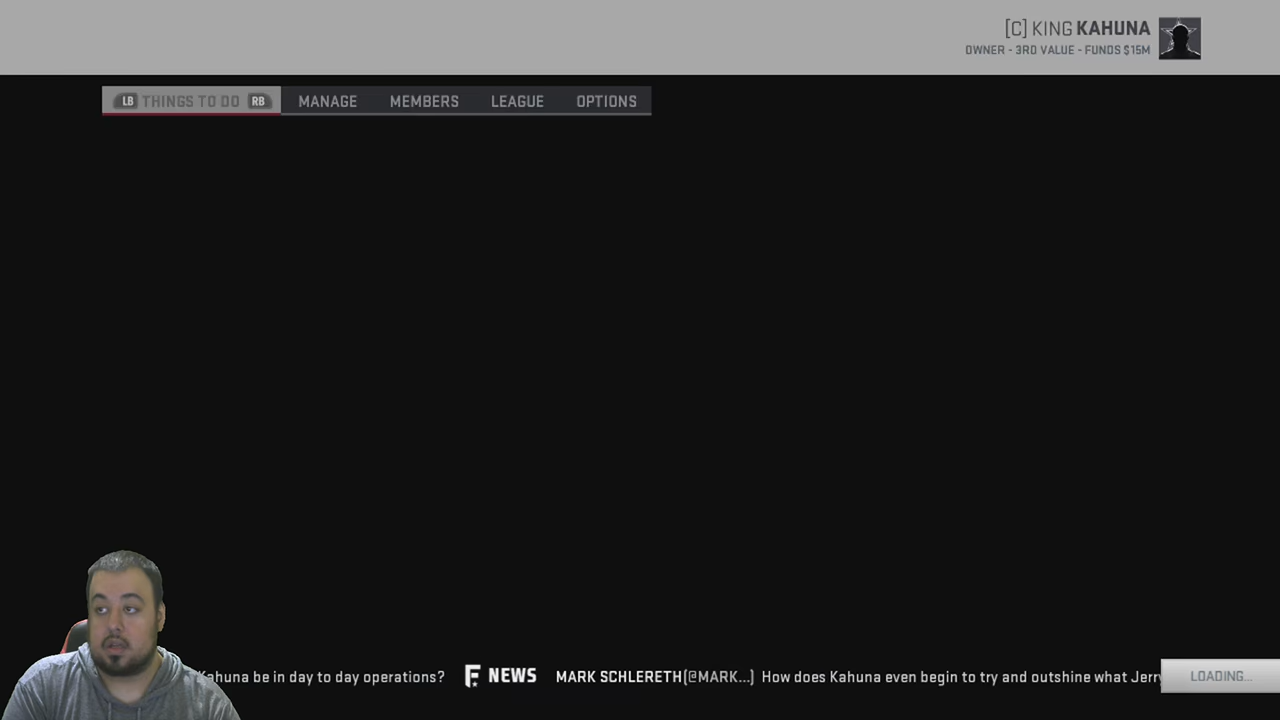 [C] KING KAHUNA
OWNER - 3RD VALUE - FUNDS $15M
LB THINGS TO DO RB MANAGE MEMBERS LEAGUE OPTIONS
Kahuna be in day to day operations? F NEWS MARK SCHLERETH(@MARK...) How does Kahuna even begin to try and outshine what Jerry LOADING...